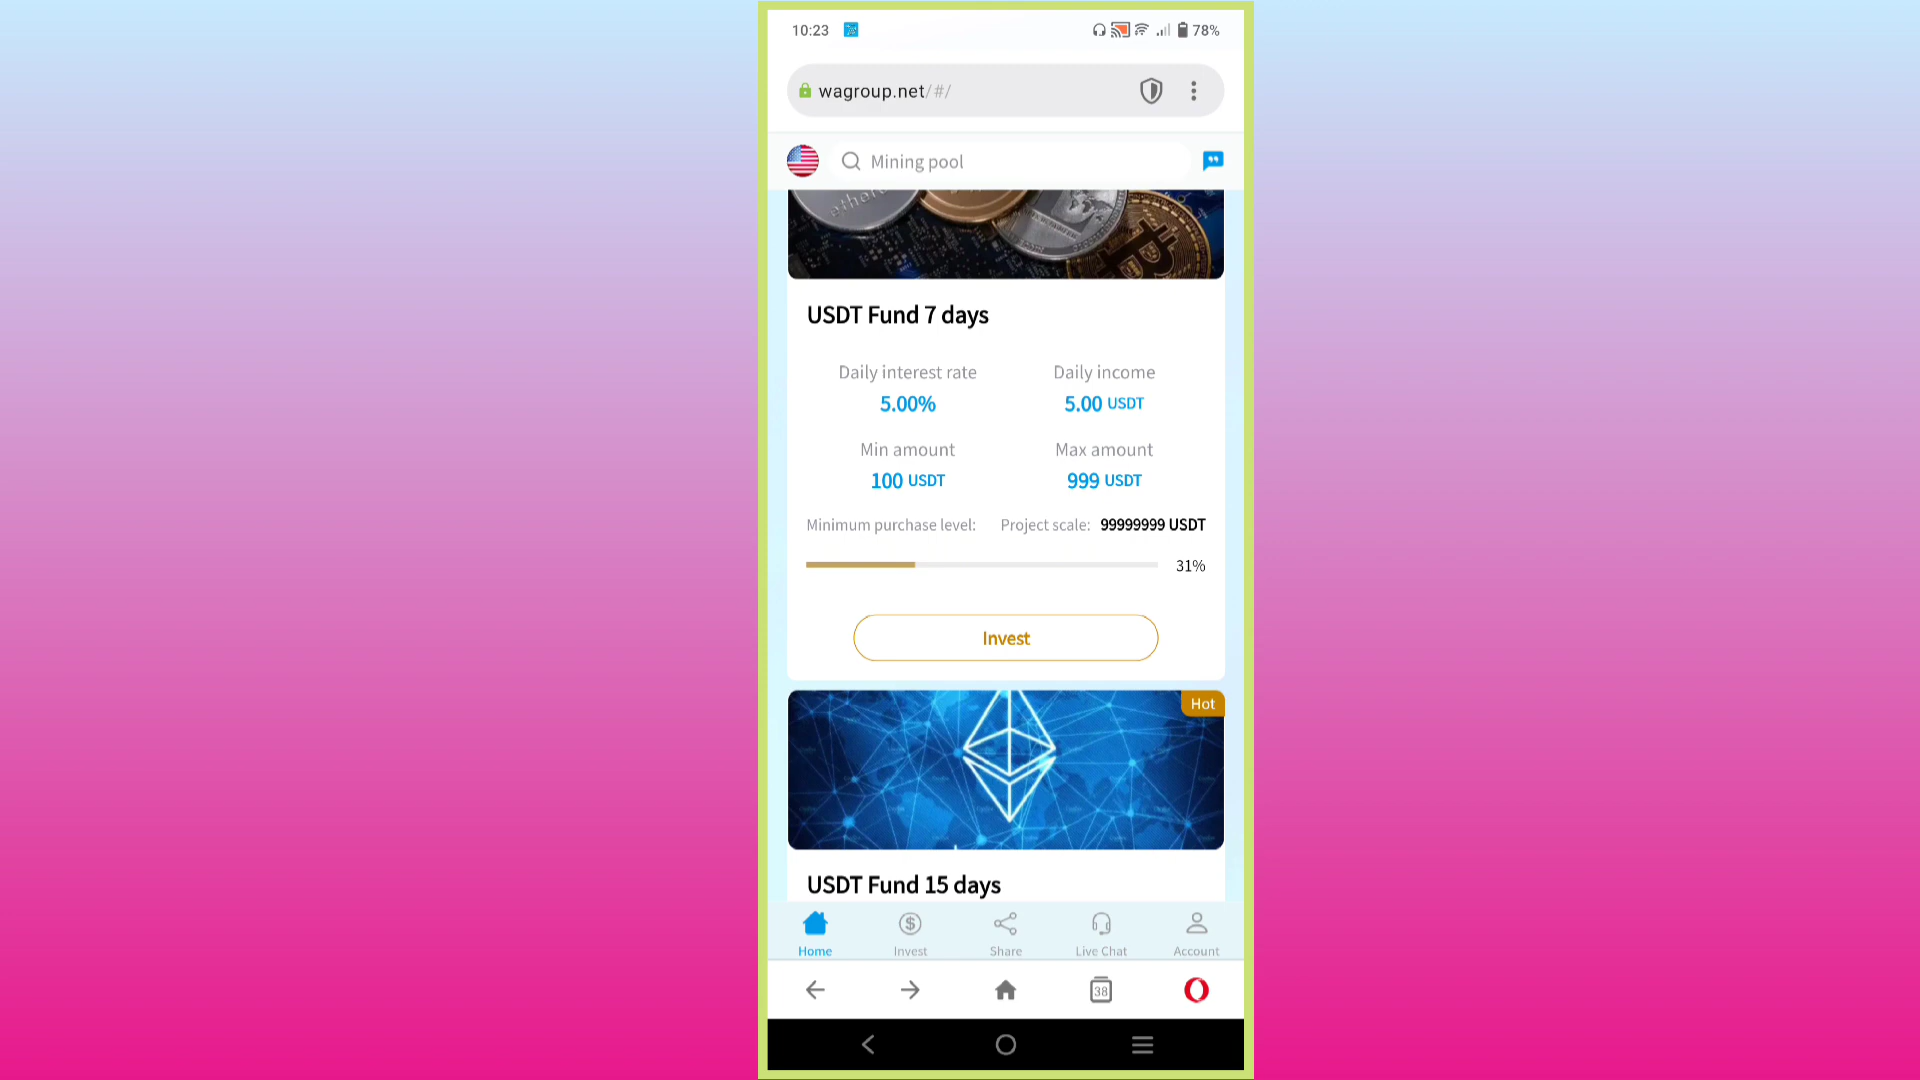 10:23
78%
wagroup.net/#/
Mining pool
USDT Fund 7 days
Daily interest rate
Daily income
5.00%
5.00 USDT
Min amount
Max amount
100 USDT
999 USDT
Minimum purchase level:
Project scale: 99999999 USDT
31%
Invest
Hot
USDT Fund 15 days
Home
Invest
Share
Live Chat
Account
38